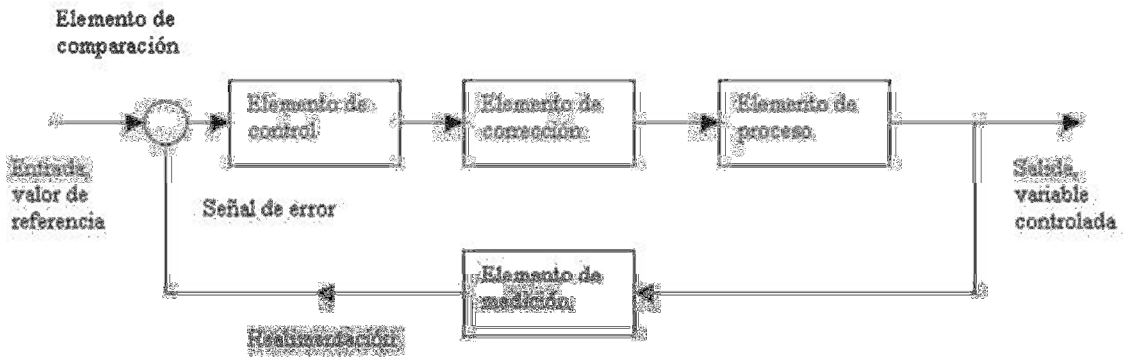 Elemento de
comparación
Elemento de
control
Elemento de
corrección
Elemento de
proceso
Entrada,
valor de
referencia
Señal de error
Salida,
variable
controlada
Elemento de
medición
Realimentación